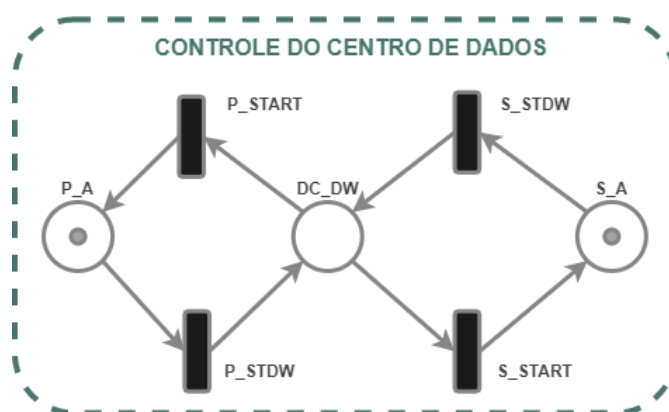 CONTROLE DO CENTRO DE DADOS
P_START
S_STDW
P_A
DC_DW
S_A
P_STDW
S_START